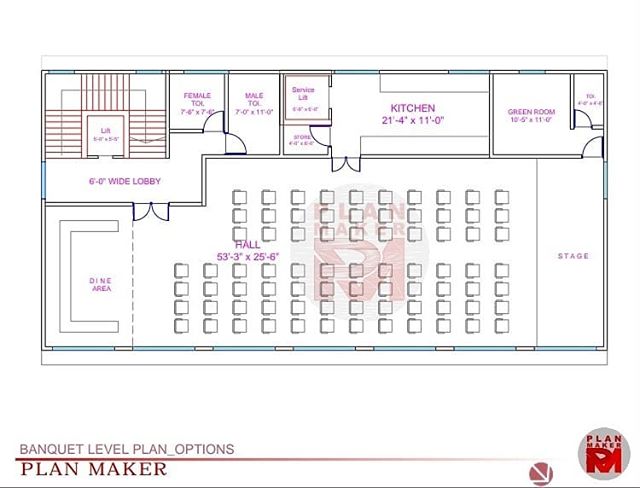 FEMALE
TOI.
7'-6" x 7'-6"
MALE
TOI.
7'-0" x 11'-0"
Service
Lift
5'-6" x 6'-0"
STORE
4'-0" x 6'-0"
KITCHEN
21'-4" x 11'-0"
GREEN ROOM
10'-5" x 11'-0"
TOI.
4'-0" x 4'-6"
Lift
5'-0" x 5'-5"
6'-0" WIDE LOBBY
PLAN
MAKER
HALL
53'-3" x 25'-6"
DINE
AREA
STAGE
BANQUET LEVEL PLAN_OPTIONS
PLAN MAKER
PLAN
MAKER